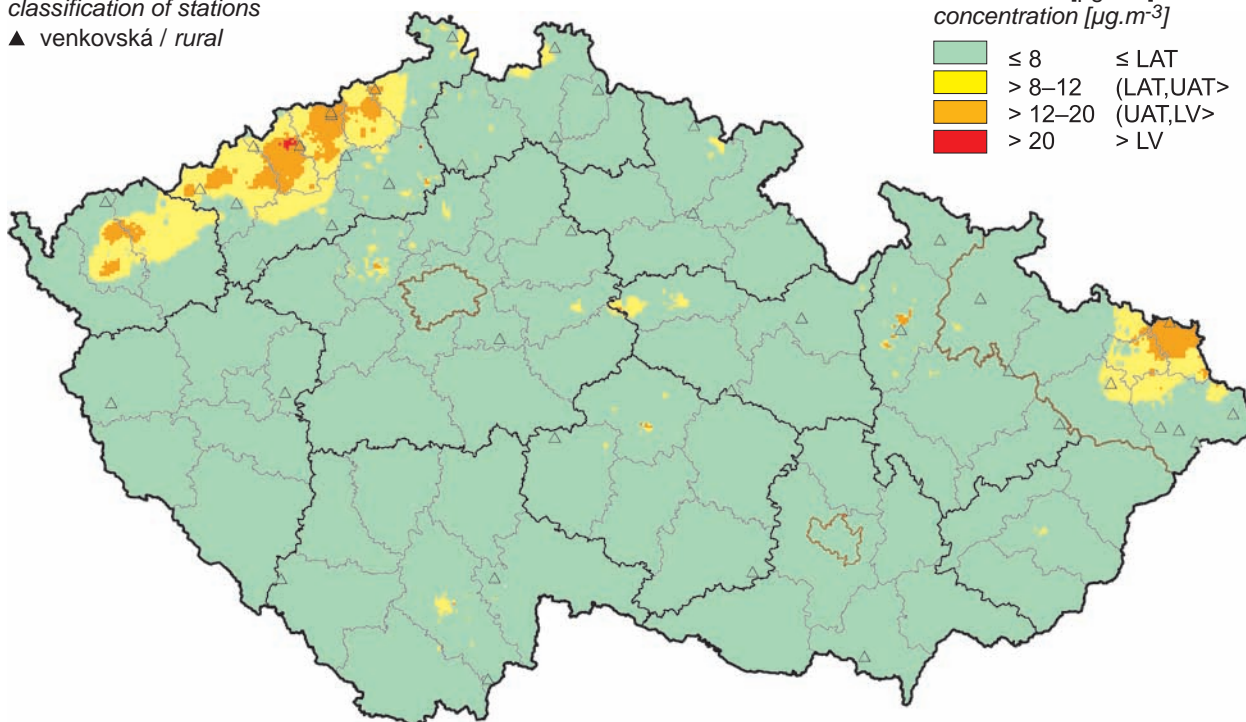 classification of stations
▲ venkovská / rural
concentration [µg.m-3]
≤ 8 ≤ LAT
> 8–12 (LAT,UAT>
> 12–20 (UAT,LV>
> 20 > LV